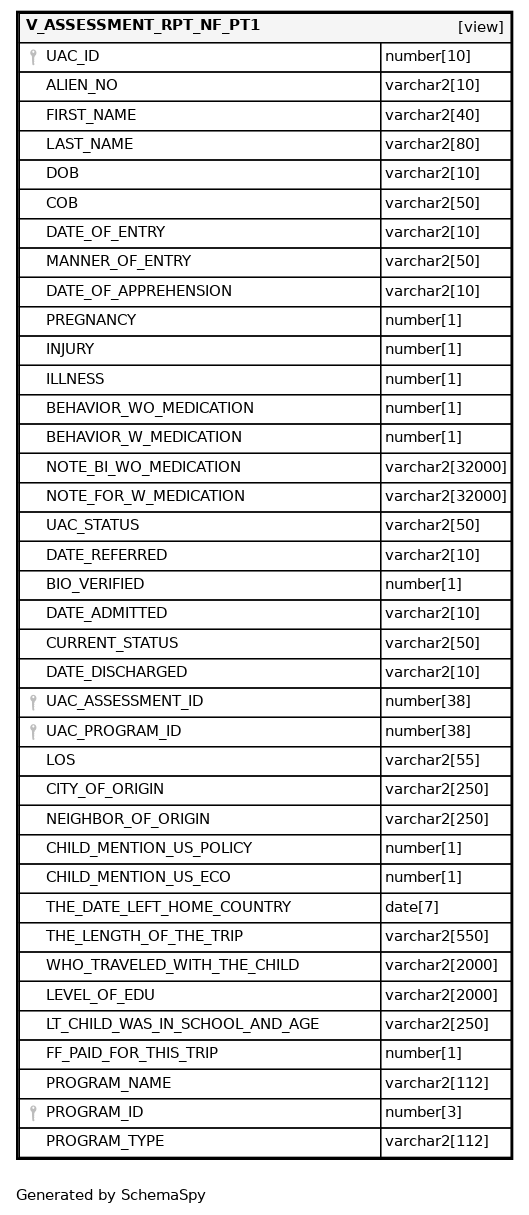 V_ASSESSMENT_RPT_NF_PT1 [view]
UAC_ID number[10]
ALIEN_NO varchar2[10]
FIRST_NAME varchar2[40]
LAST_NAME varchar2[80]
DOB varchar2[10]
COB varchar2[50]
DATE_OF_ENTRY varchar2[10]
MANNER_OF_ENTRY varchar2[50]
DATE_OF_APPREHENSION varchar2[10]
PREGNANCY number[1]
INJURY number[1]
ILLNESS number[1]
BEHAVIOR_WO_MEDICATION number[1]
BEHAVIOR_W_MEDICATION number[1]
NOTE_BI_WO_MEDICATION varchar2[32000]
NOTE_FOR_W_MEDICATION varchar2[32000]
UAC_STATUS varchar2[50]
DATE_REFERRED varchar2[10]
BIO_VERIFIED number[1]
DATE_ADMITTED varchar2[10]
CURRENT_STATUS varchar2[50]
DATE_DISCHARGED varchar2[10]
UAC_ASSESSMENT_ID number[38]
UAC_PROGRAM_ID number[38]
LOS varchar2[55]
CITY_OF_ORIGIN varchar2[250]
NEIGHBOR_OF_ORIGIN varchar2[250]
CHILD_MENTION_US_POLICY number[1]
CHILD_MENTION_US_ECO number[1]
THE_DATE_LEFT_HOME_COUNTRY date[7]
THE_LENGTH_OF_THE_TRIP varchar2[550]
WHO_TRAVELED_WITH_THE_CHILD varchar2[2000]
LEVEL_OF_EDU varchar2[2000]
LT_CHILD_WAS_IN_SCHOOL_AND_AGE varchar2[250]
FF_PAID_FOR_THIS_TRIP number[1]
PROGRAM_NAME varchar2[112]
PROGRAM_ID number[3]
PROGRAM_TYPE varchar2[112]
Generated by SchemaSpy